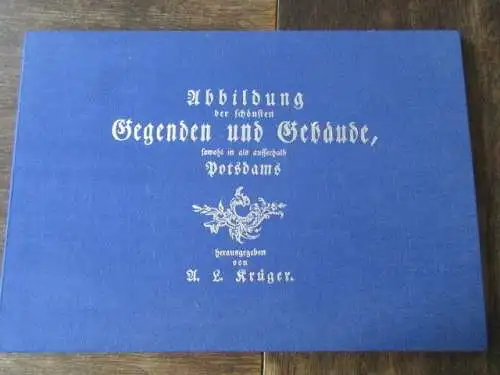 Abbildung
der schönsten
Gegenden und Gebäude,
sowohl in als ausserhalb
Potsdams
herausgegeben
von
A. L. Krüger.